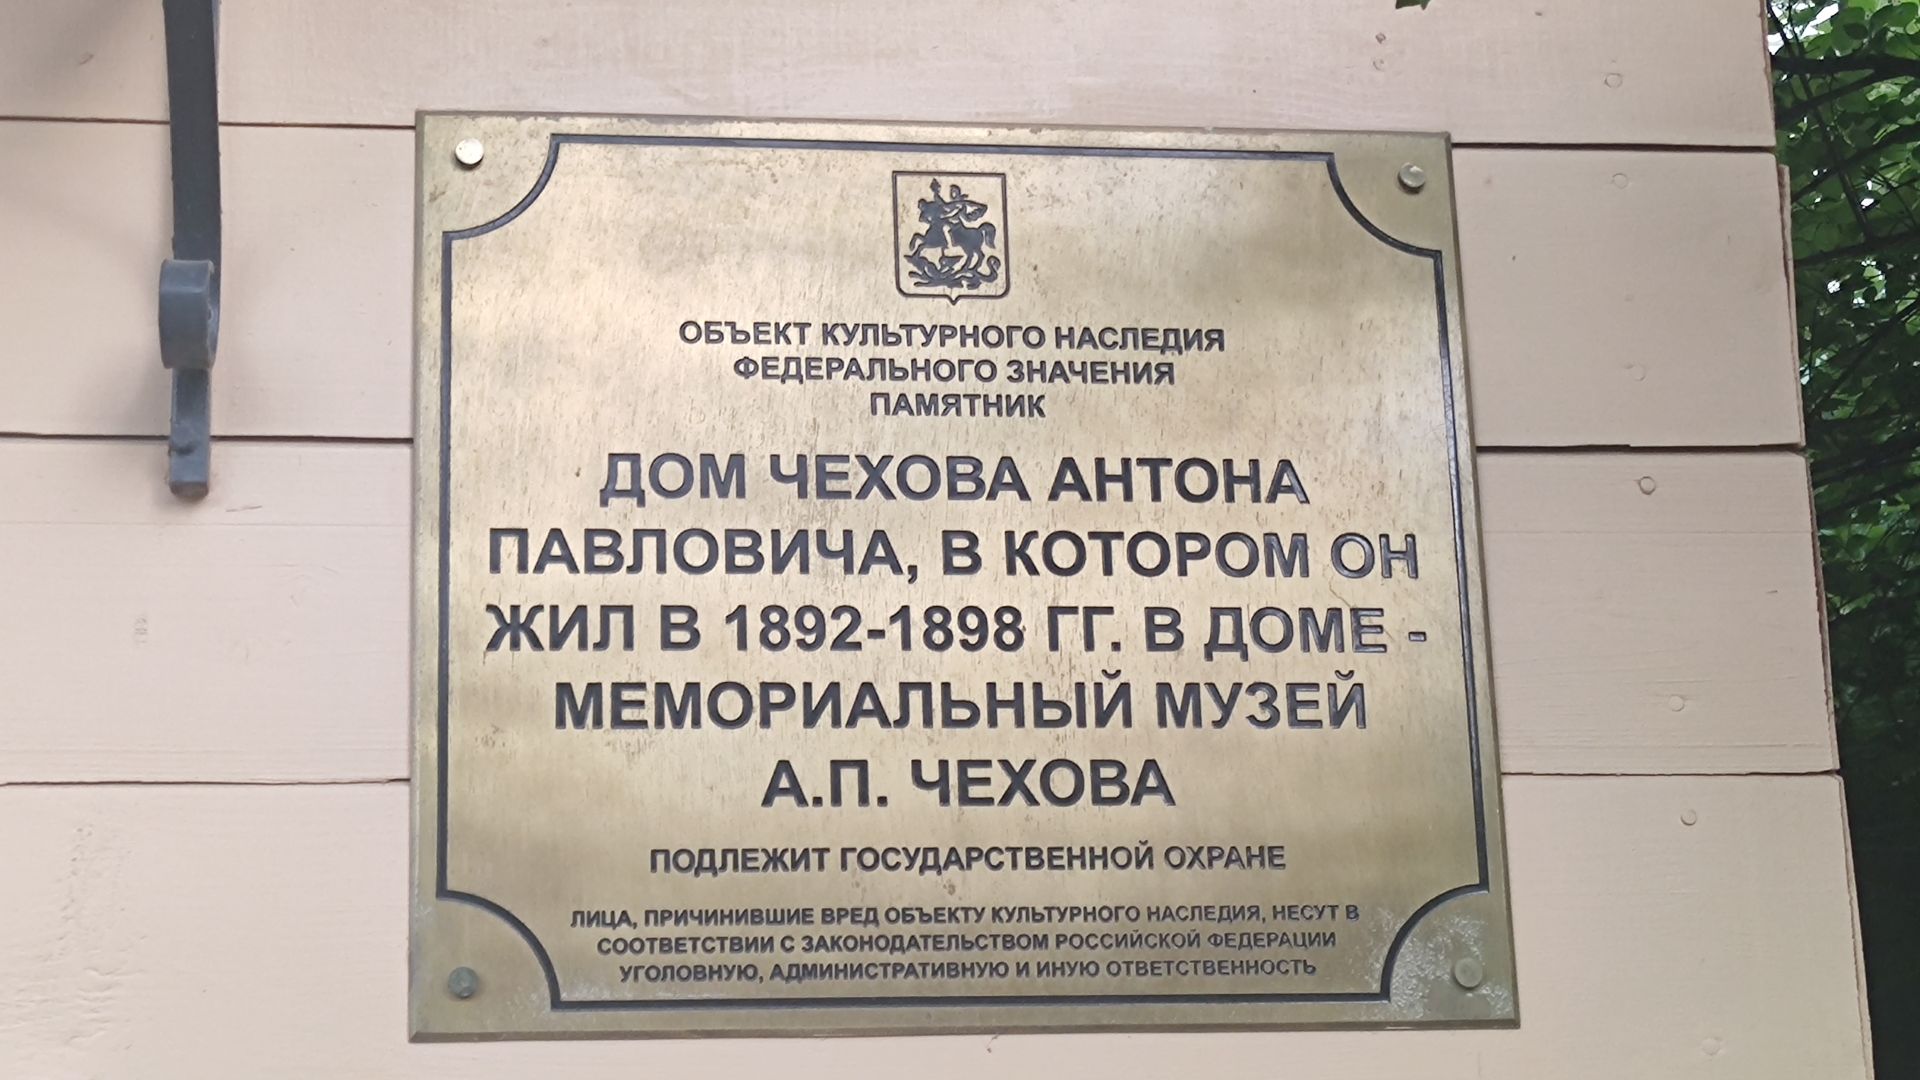 ОБЪЕКТ КУЛЬТУРНОГО НАСЛЕДИЯ
ФЕДЕРАЛЬНОГО ЗНАЧЕНИЯ
ПАМЯТНИК
ДОМ ЧЕХОВА АНТОНА
ПАВЛОВИЧА, В КОТОРОМ ОН
ЖИЛ В 1892-1898 ГГ. В ДОМЕ -
МЕМОРИАЛЬНЫЙ МУЗЕЙ
А.П. ЧЕХОВА
ПОДЛЕЖИТ ГОСУДАРСТВЕННОЙ ОХРАНЕ
ЛИЦА, ПРИЧИНИВШИЕ ВРЕД ОБЪЕКТУ КУЛЬТУРНОГО НАСЛЕДИЯ, НЕСУТ В
СООТВЕТСТВИИ С ЗАКОНОДАТЕЛЬСТВОМ РОССИЙСКОЙ ФЕДЕРАЦИИ
УГОЛОВНУЮ, АДМИНИСТРАТИВНУЮ И ИНУЮ ОТВЕТСТВЕННОСТЬ